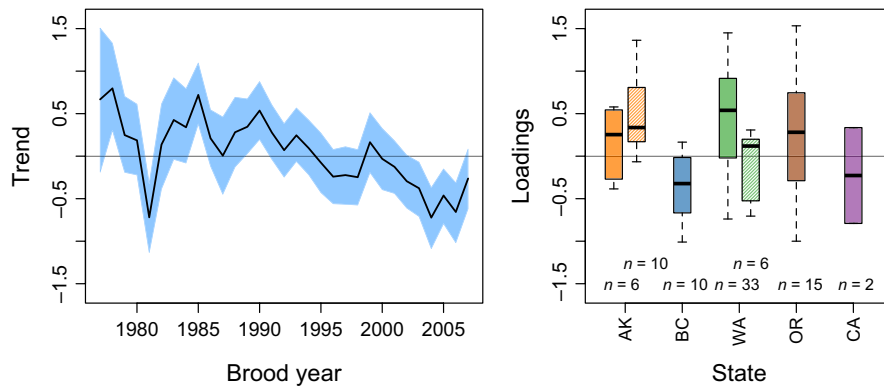 1.5
0.5
−0.5
−1.5
Trend
1980 1985 1990 1995 2000 2005
Brood year
1.5
0.5
−0.5
−1.5
Loadings
n = 10 n = 6
n = 6 n = 10 n = 33 n = 15 n = 2
AK BC WA OR CA
State